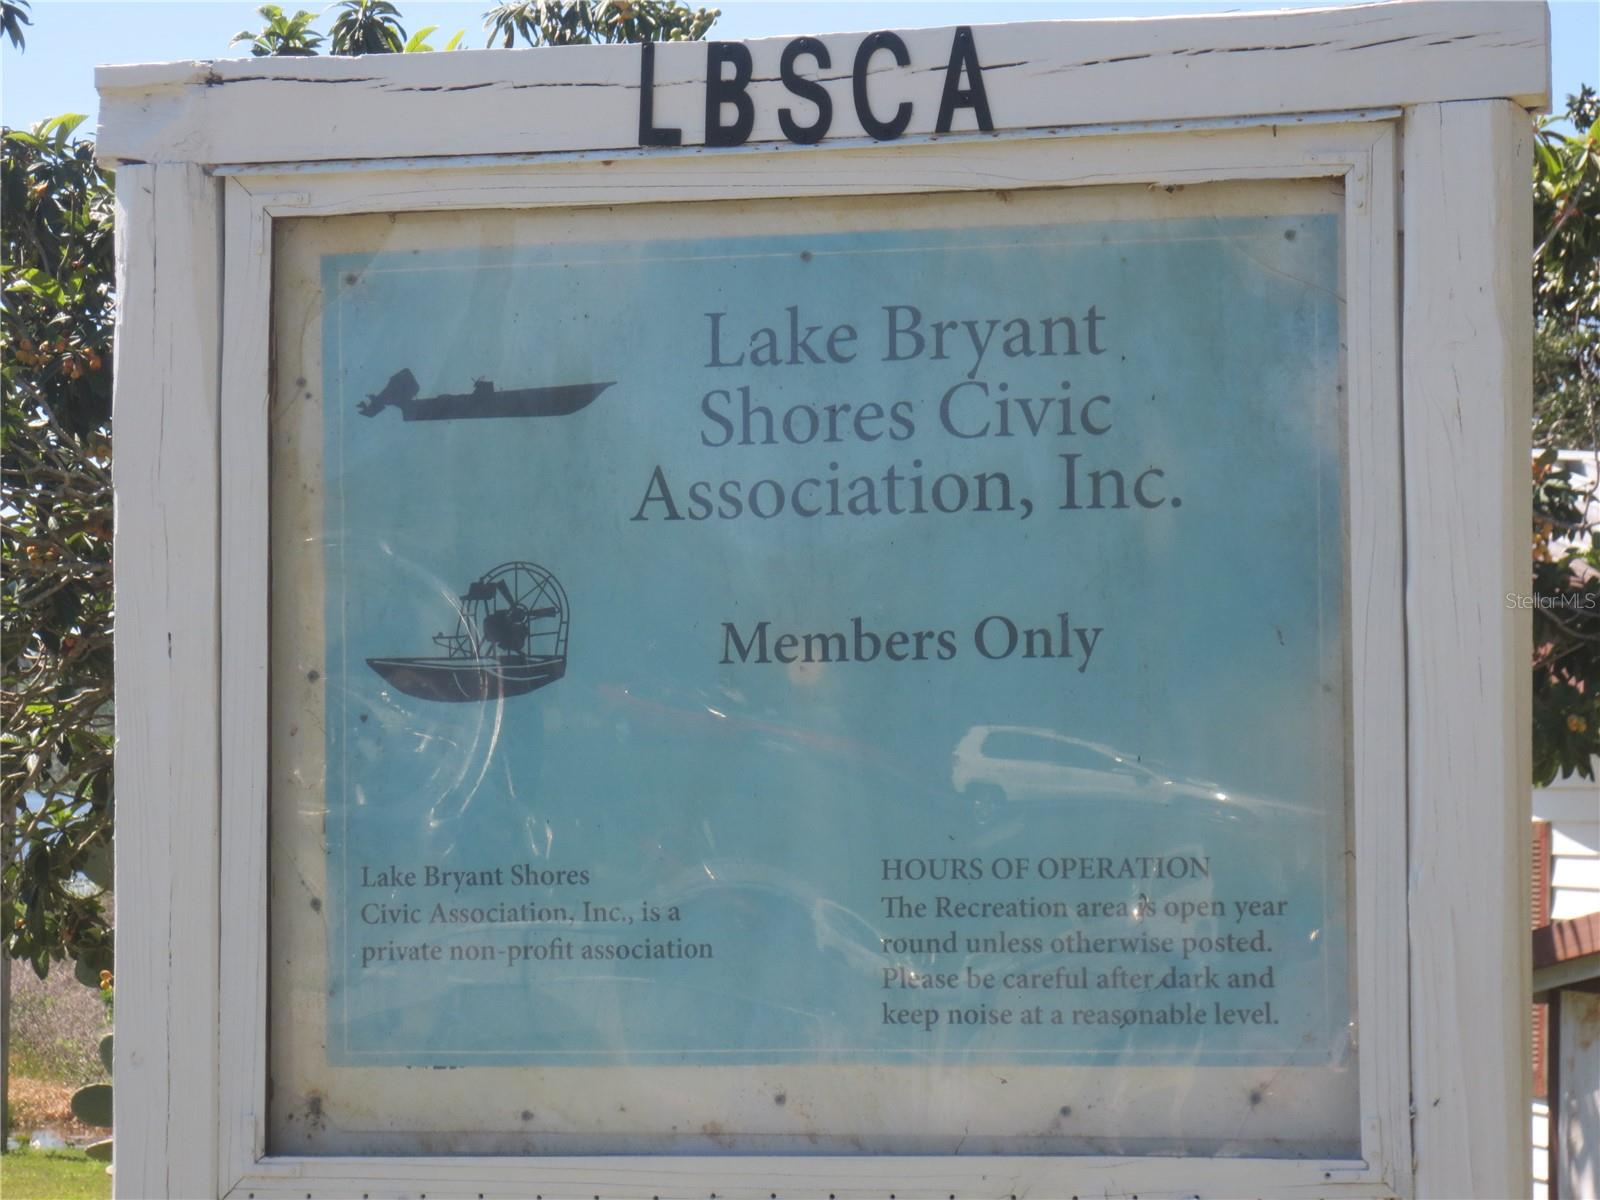 LBSCA
Lake Bryant
Shores Civic
Association, Inc.
Members Only
Lake Bryant Shores
Civic Association, Inc., is a
private non-profit association
HOURS OF OPERATION
The Recreation area is open year
round unless otherwise posted.
Please be careful after dark and
keep noise at a reasonable level.
StellarMLS